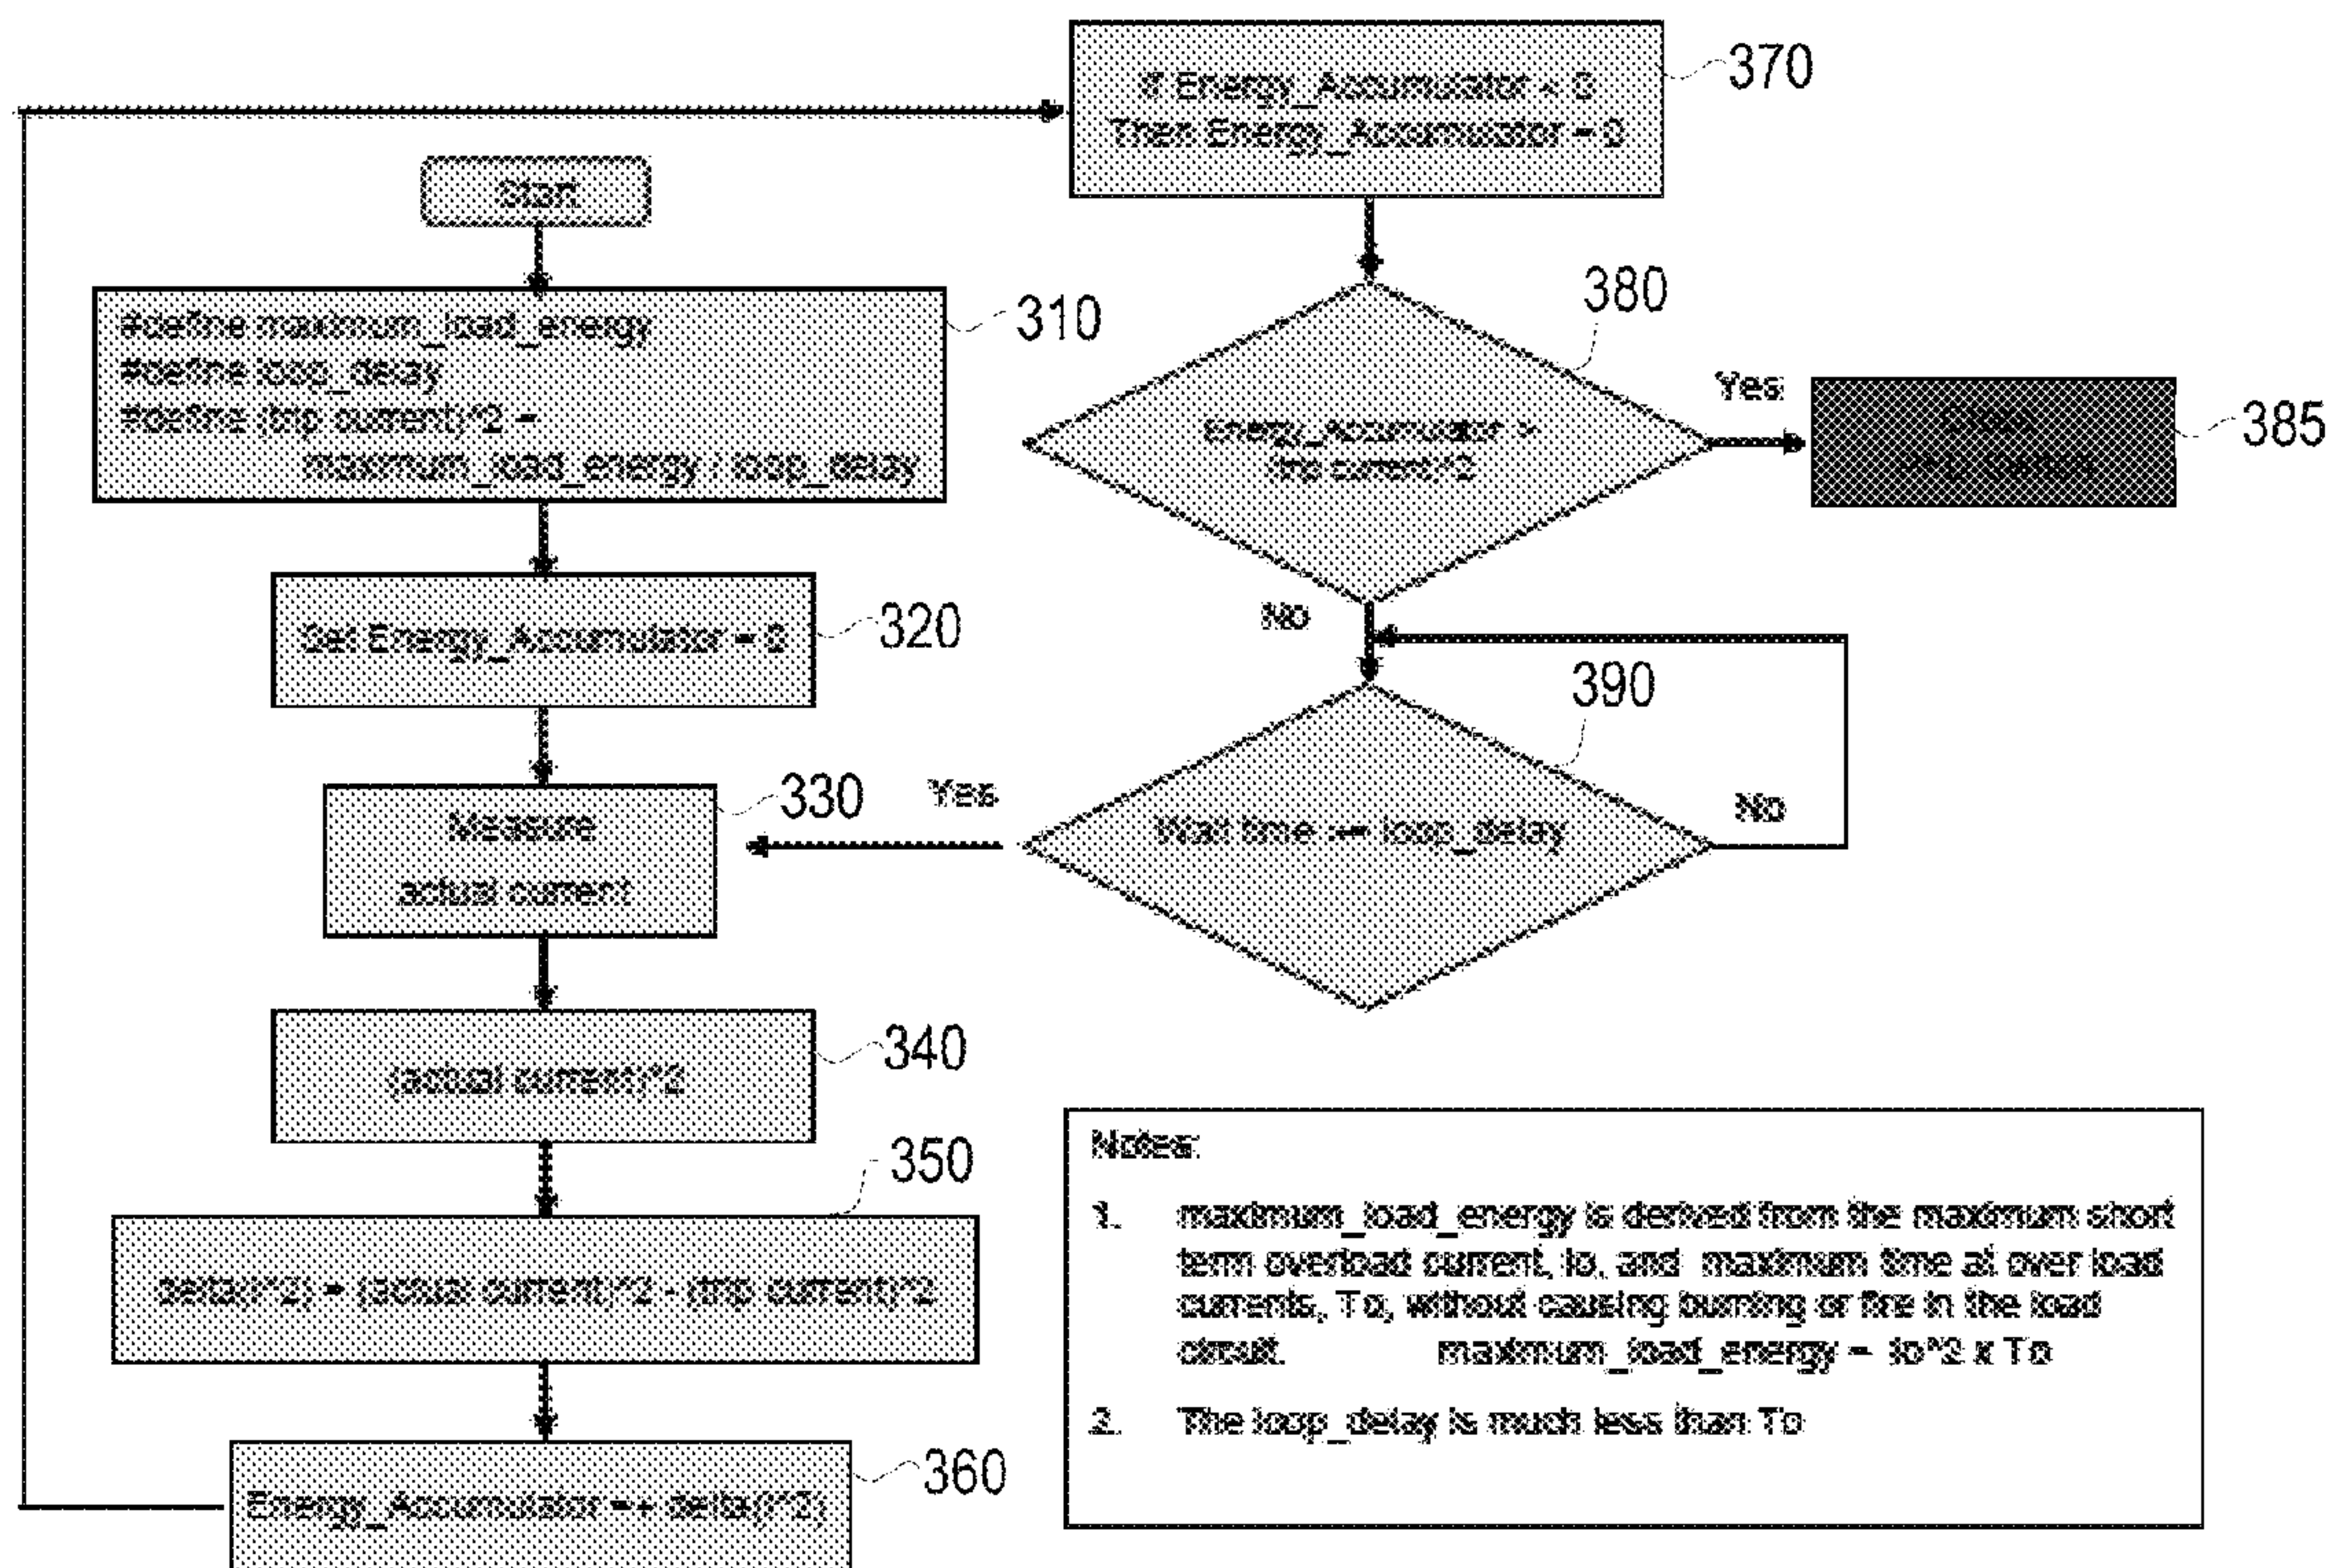 Start
#define maximum_load_energy
#define loop_delay
#define (trip current)^2 =
maximum_load_energy / loop_delay
310
Set Energy_Accumulator = 0
320
Measure
actual current
330
(actual current)^2
340
350
delta(i^2) = (actual current)^2 - (trip current)^2
Energy_Accumulator =+ delta(i^2)
360
If Energy_Accumulator < 0
Then Energy_Accumulator = 0
370
380
Energy_Accumulator >
trip current^2
Yes
385
No
390
Wait time == loop_delay
Yes
No
Notes:
1. maximum_load_energy is derived from the maximum short
term overload current, Io, and maximum time at over load
currents, To, without causing burning or fire in the load
circuit. maximum_load_energy = Io^2 x To
2. The loop_delay is much less than To